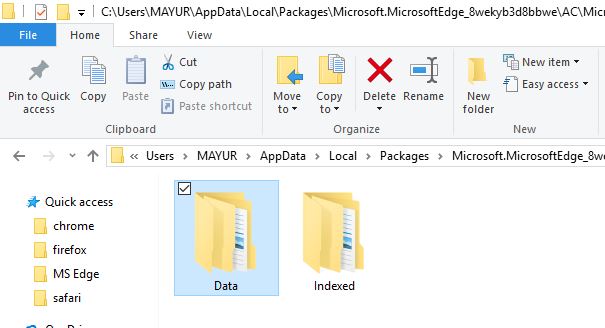 C:\Users\MAYUR\AppData\Local\Packages\Microsoft.MicrosoftEdge_8wekyb3d8bbwe\AC\Micr
File Home Share View
Pin to Quick access
Copy
Paste
Cut
Copy path
Paste shortcut
Clipboard
Move to
Copy to
Delete
Rename
Organize
New folder
New item
Easy access
New
« Users > MAYUR > AppData > Local > Packages > Microsoft.MicrosoftEdge_8we
Quick access
chrome
firefox
MS Edge
safari
Data
Indexed